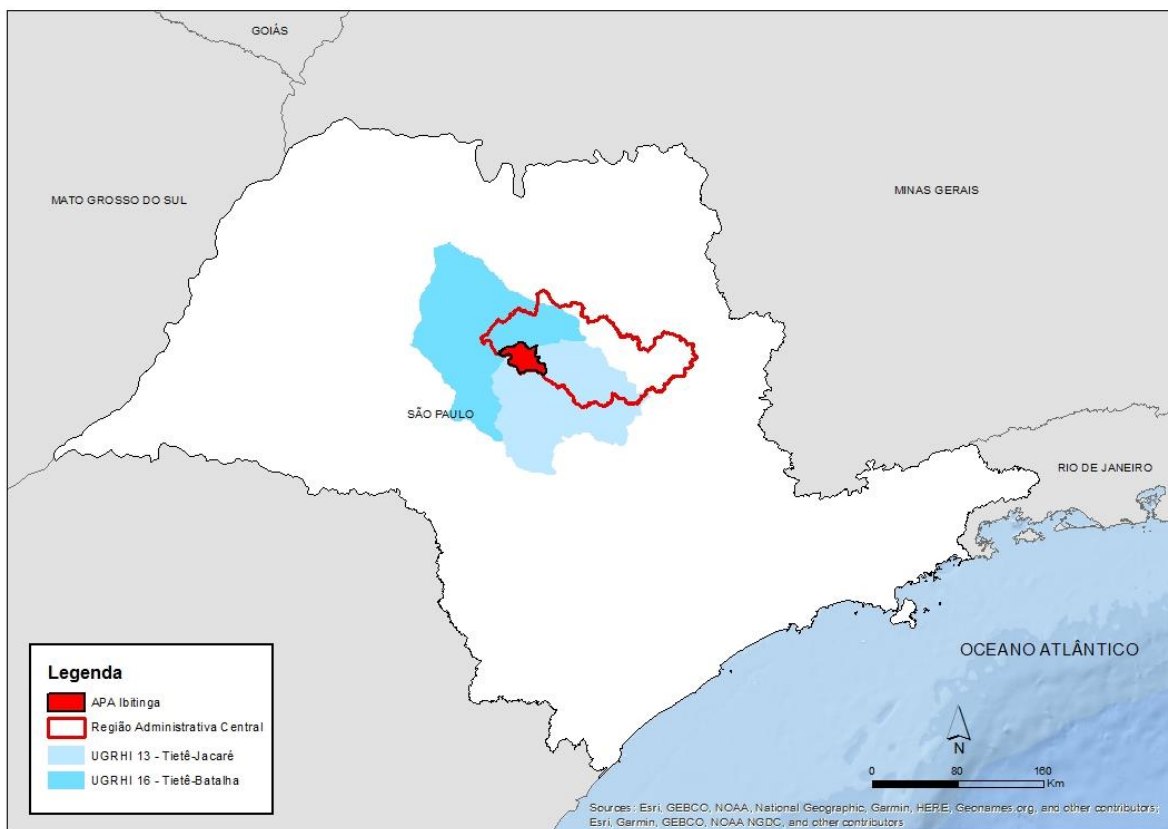 GOIÁS
MATO GROSSO DO SUL
MINAS GERAIS
SÃO PAULO
RIO DE JANEIRO
OCEANO ATLÂNTICO
Legenda
APA Ibitinga
Região Administrativa Central
UGRHI 13 - Tietê-Jacaré
UGRHI 16 - Tietê-Batalha
N
0 80 160
Km
Sources: Esri, GEBCO, NOAA, National Geographic, Garmin, HERE, Geonames.org, and other contributors;
Esri, Garmin, GEBCO, NOAA NGDC, and other contributors